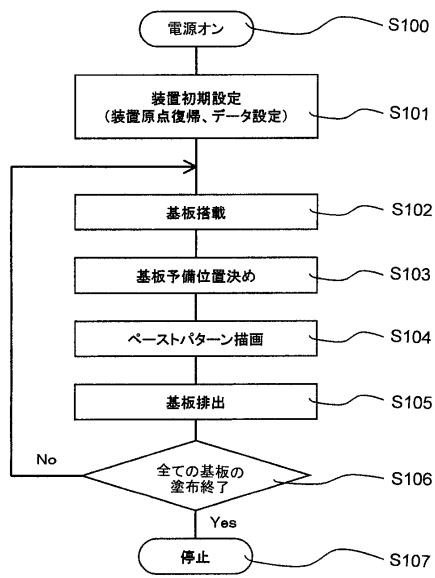 電源オン
S100
装置初期設定
(装置原点復帰、データ設定)
S101
基板搭載
S102
基板予備位置決め
S103
ペーストパターン描画
S104
基板排出
S105
No
全ての基板の
塗布終了
S106
Yes
停止
S107